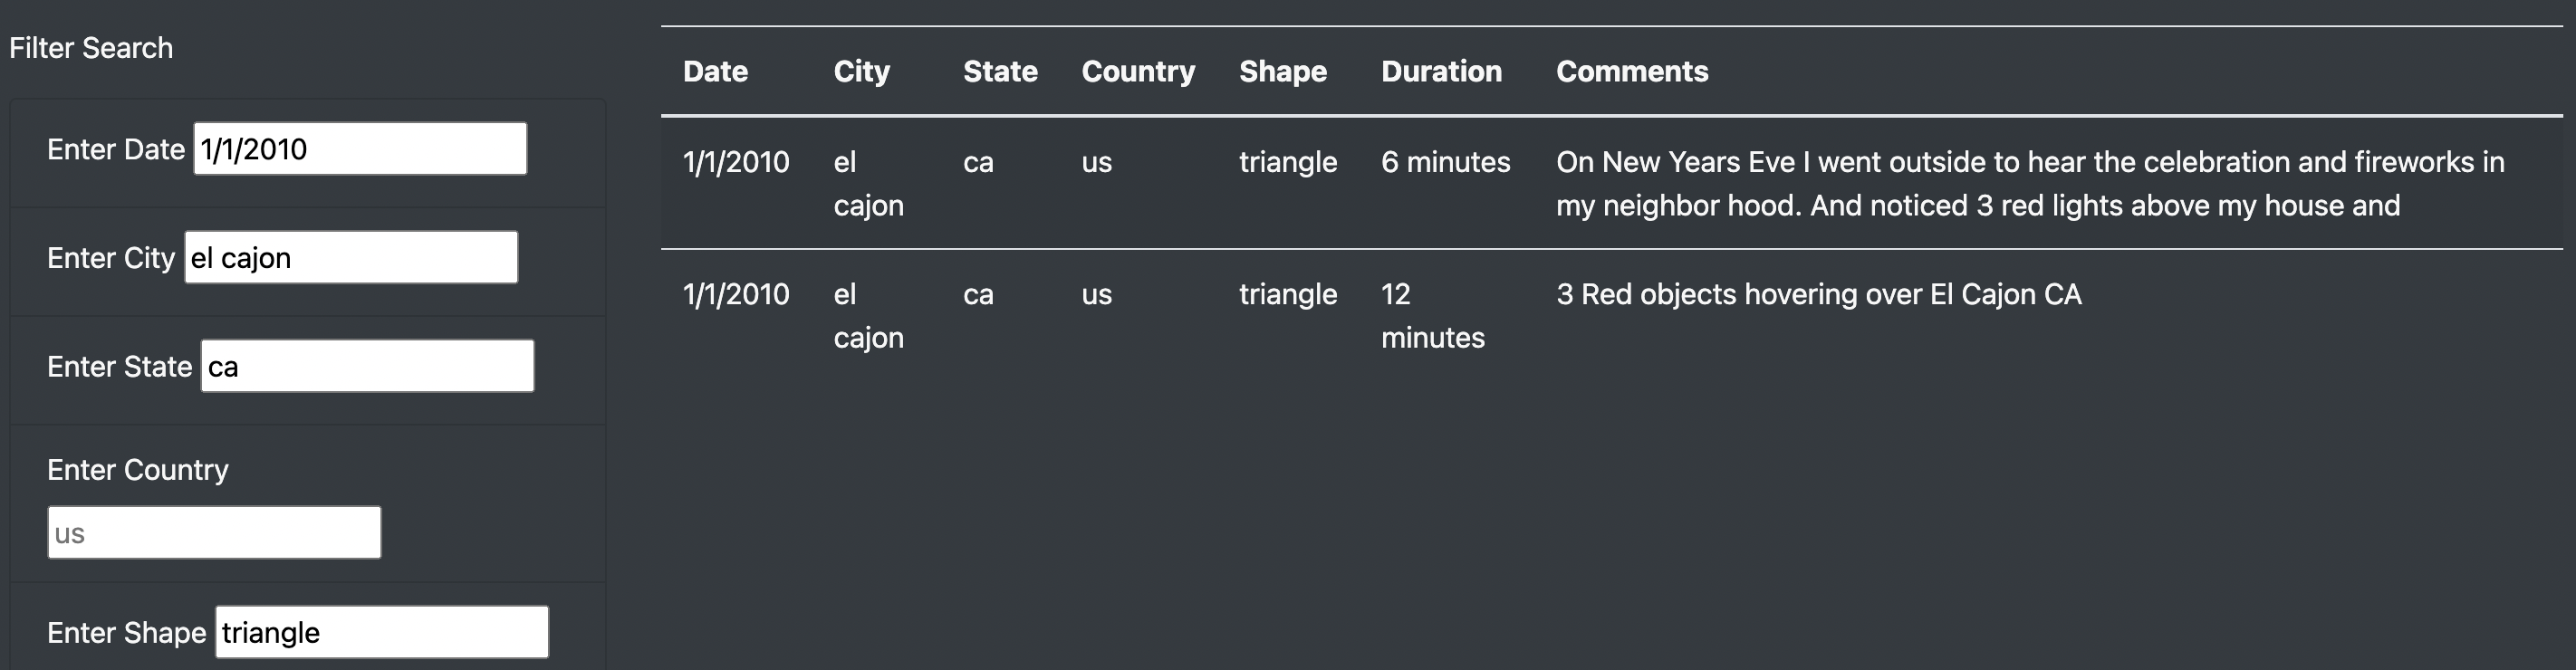 Filter Search
Enter Date 1/1/2010
Enter City el cajon
Enter State ca
Enter Country
us
Enter Shape triangle
Date City State Country Shape Duration Comments
1/1/2010 el cajon ca us triangle 6 minutes On New Years Eve I went outside to hear the celebration and fireworks in
my neighbor hood. And noticed 3 red lights above my house and
1/1/2010 el cajon ca us triangle 12 minutes 3 Red objects hovering over El Cajon CA